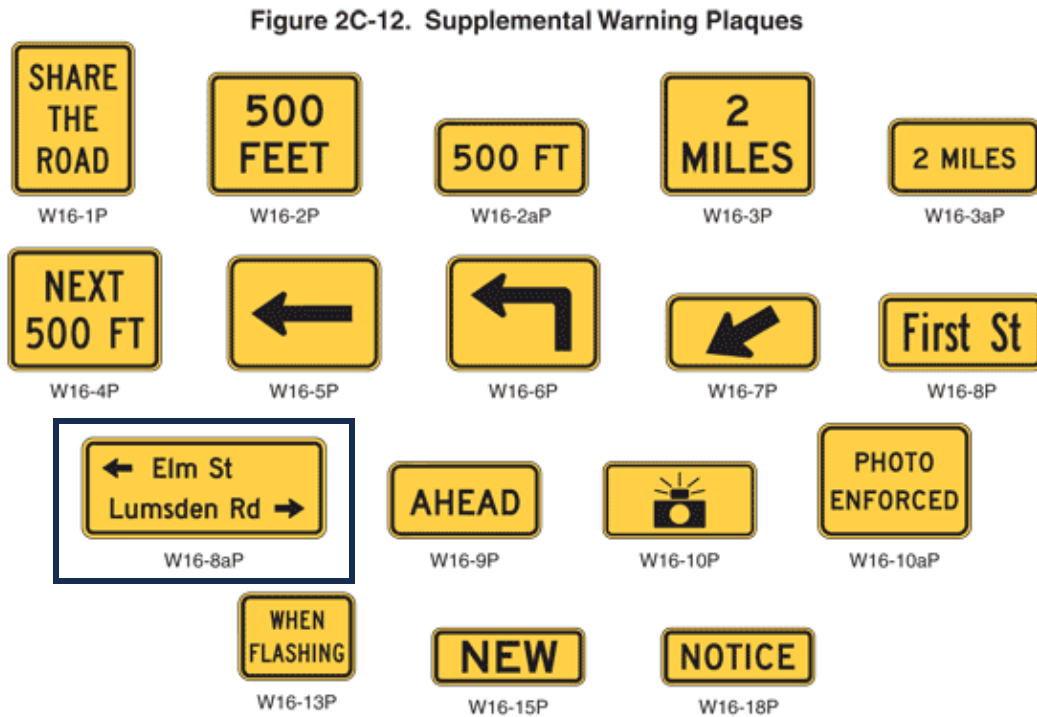 Figure 2C-12. Supplemental Warning Plaques
SHARE
THE
ROAD
W16-1P
500
FEET
W16-2P
500 FT
W16-2aP
2
MILES
W16-3P
2 MILES
W16-3aP
NEXT
500 FT
W16-4P
W16-5P
W16-6P
W16-7P
First St
W16-8P
Elm St
Lumsden Rd
W16-8aP
AHEAD
W16-9P
W16-10P
PHOTO
ENFORCED
W16-10aP
WHEN
FLASHING
W16-13P
NEW
W16-15P
NOTICE
W16-18P